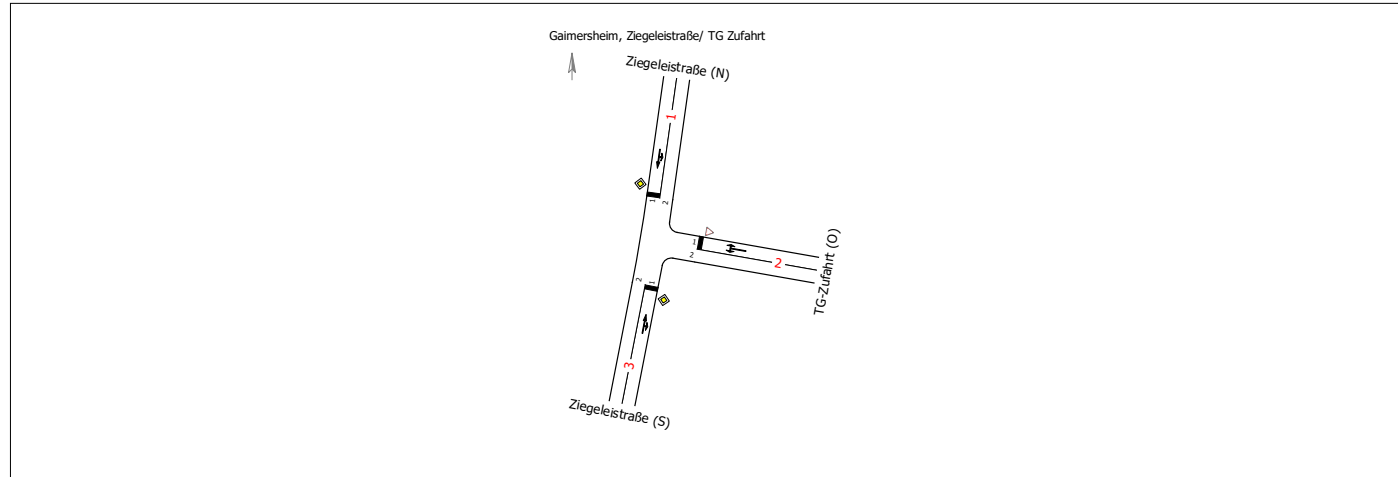 Gaimersheim, Ziegeleistraße/ TG Zufahrt
Ziegeleistraße (N)
1
1
2
1
2
2
TG-Zufahrt (O)
2
1
3
Ziegeleistraße (S)